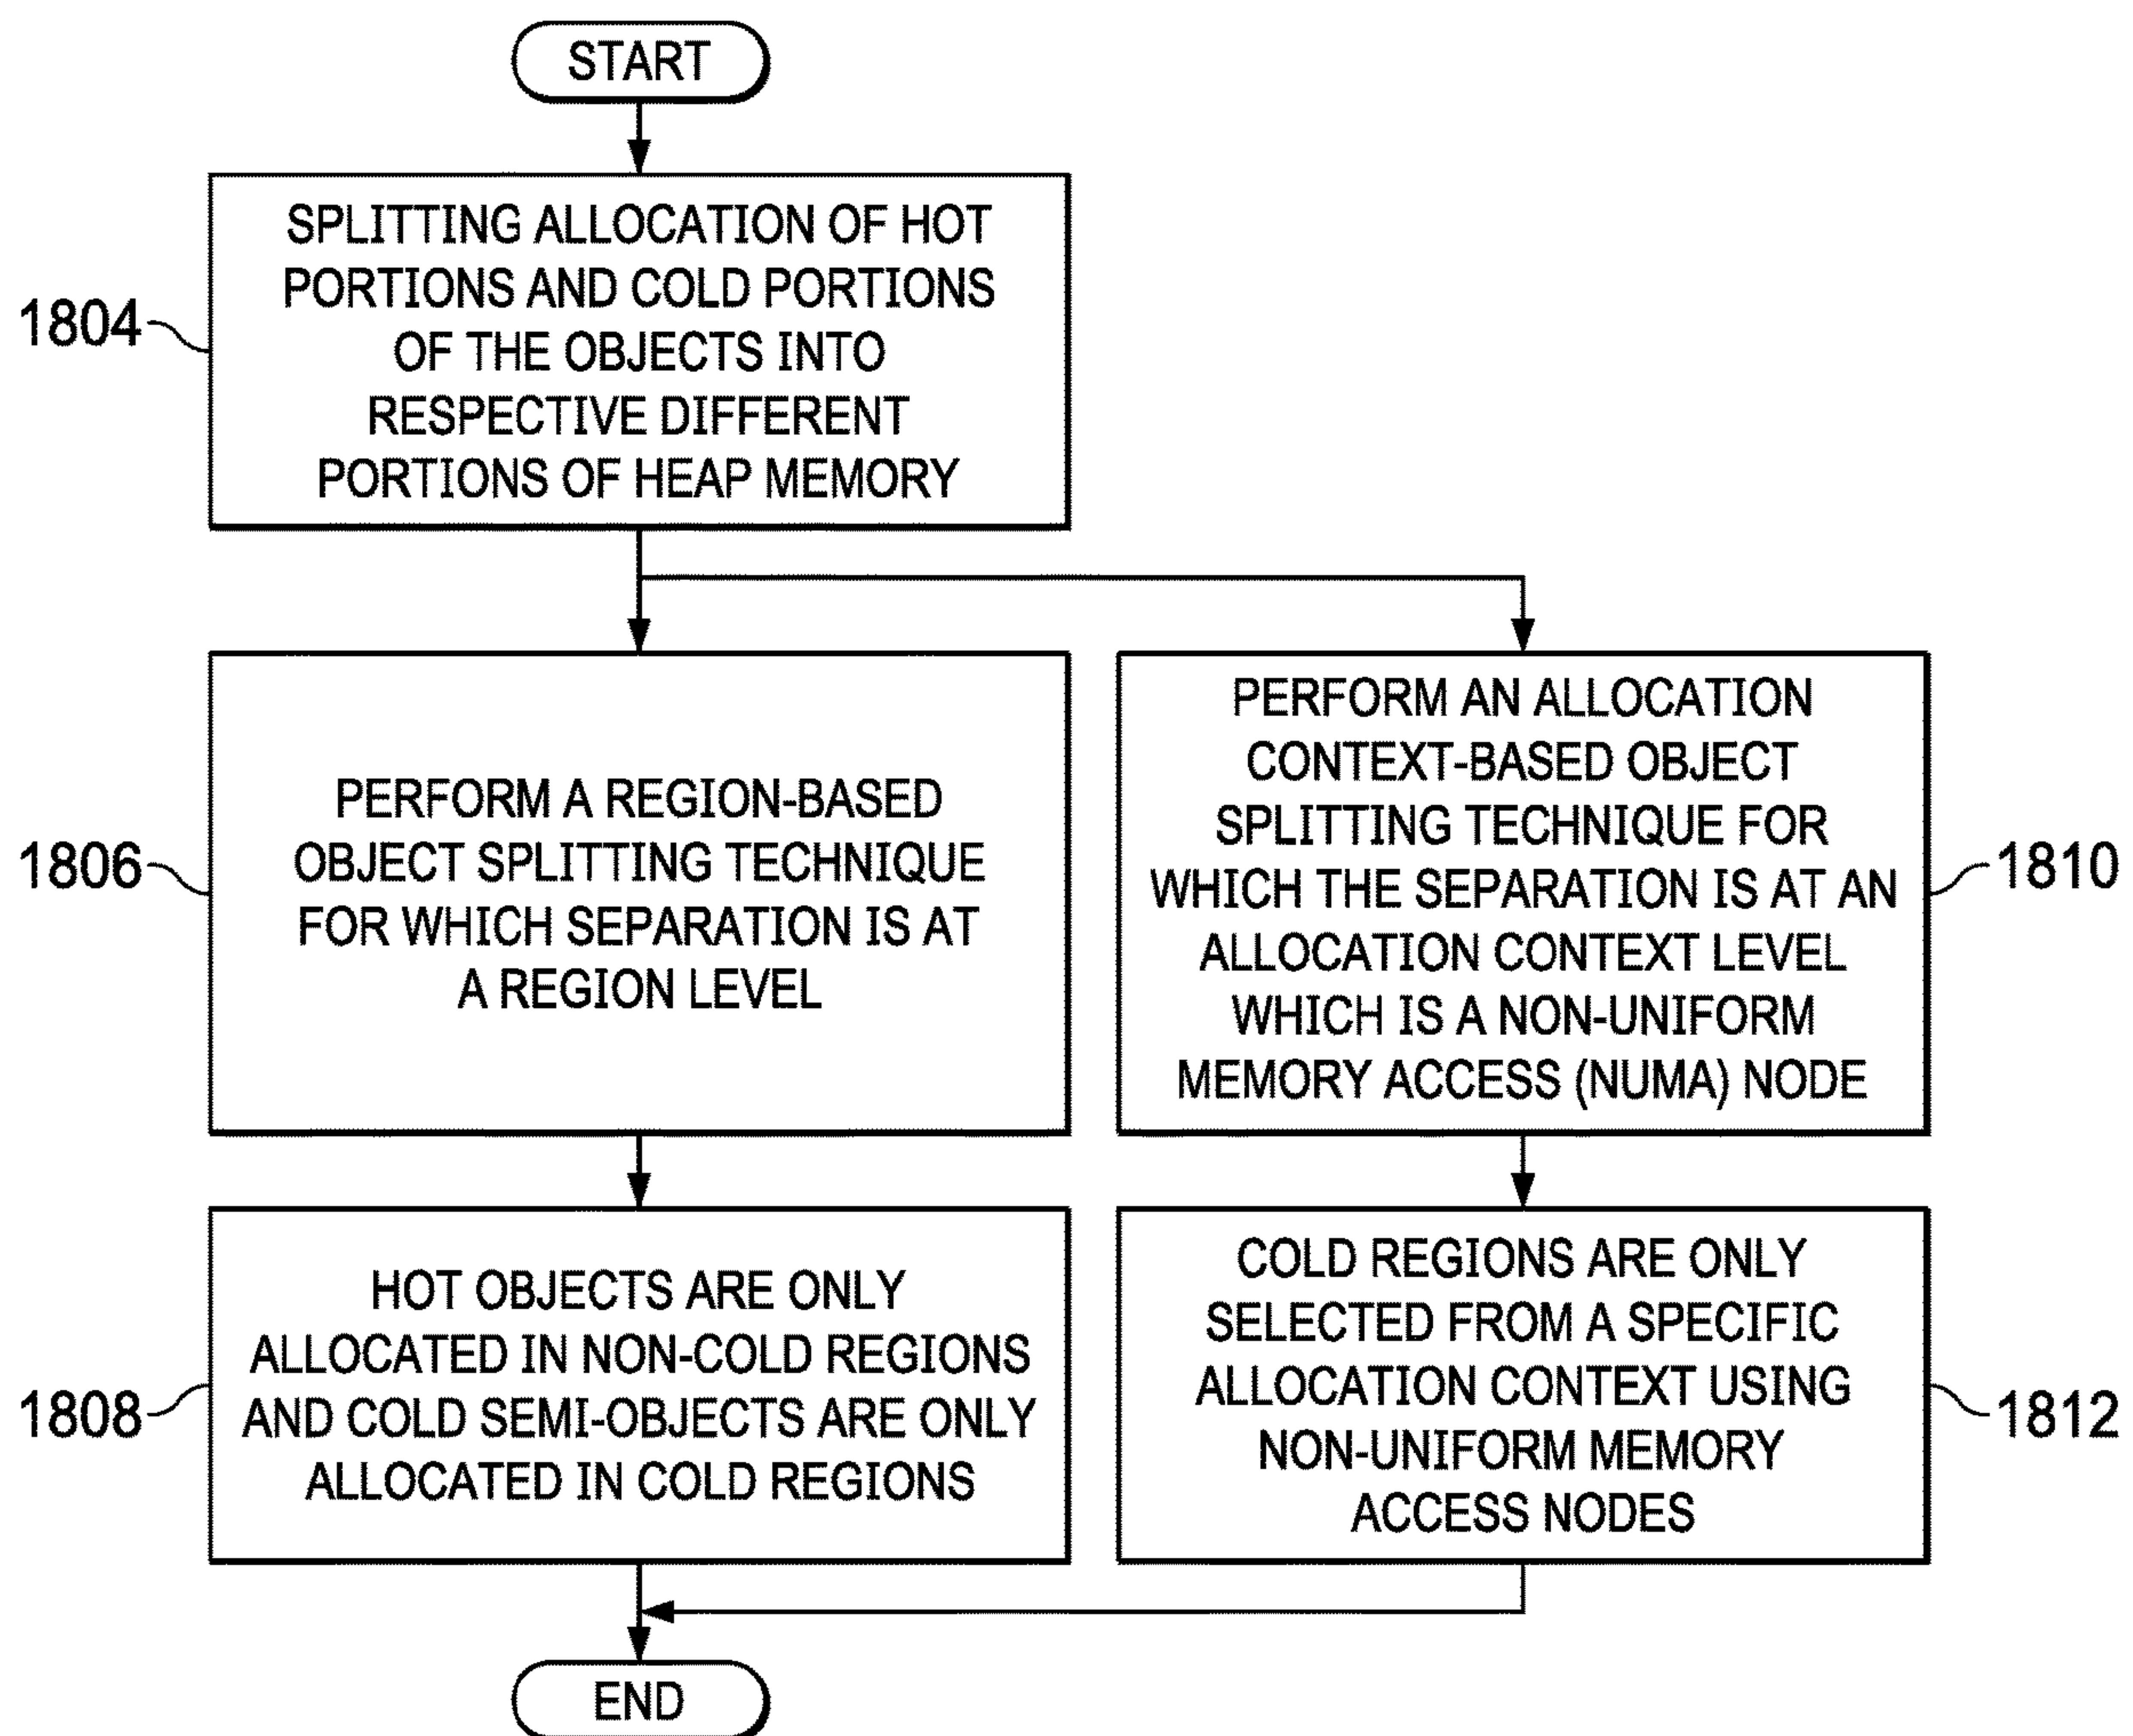 START
1804
SPLITTING ALLOCATION OF HOT
PORTIONS AND COLD PORTIONS
OF THE OBJECTS INTO
RESPECTIVE DIFFERENT
PORTIONS OF HEAP MEMORY
1806
PERFORM A REGION-BASED
OBJECT SPLITTING TECHNIQUE
FOR WHICH SEPARATION IS AT
A REGION LEVEL
PERFORM AN ALLOCATION
CONTEXT-BASED OBJECT
SPLITTING TECHNIQUE FOR
WHICH THE SEPARATION IS AT AN
ALLOCATION CONTEXT LEVEL
WHICH IS A NON-UNIFORM
MEMORY ACCESS (NUMA) NODE
1810
1808
HOT OBJECTS ARE ONLY
ALLOCATED IN NON-COLD REGIONS
AND COLD SEMI-OBJECTS ARE ONLY
ALLOCATED IN COLD REGIONS
COLD REGIONS ARE ONLY
SELECTED FROM A SPECIFIC
ALLOCATION CONTEXT USING
NON-UNIFORM MEMORY
ACCESS NODES
1812
END